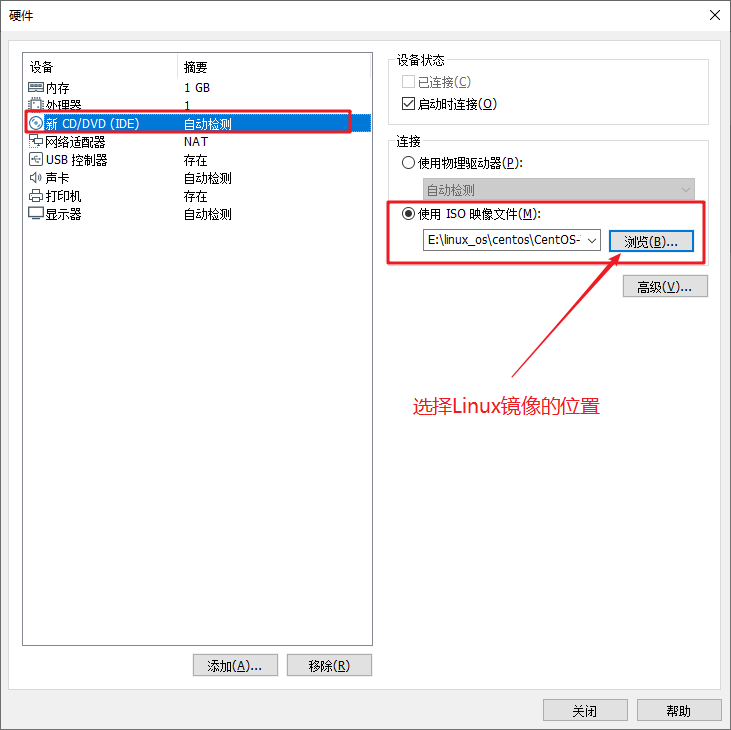 硬件
设备 摘要
内存 1 GB
处理器 1
新 CD/DVD (IDE) 自动检测
网络适配器 NAT
USB 控制器 存在
声卡 自动检测
打印机 存在
显示器 自动检测
添加(A)... 移除(R)
设备状态
已连接(C)
启动时连接(O)
连接
使用物理驱动器(P):
自动检测
使用 ISO 映像文件(M):
E:\linux_os\centos\CentOS- 浏览(B)...
高级(V)...
选择Linux镜像的位置
关闭 帮助